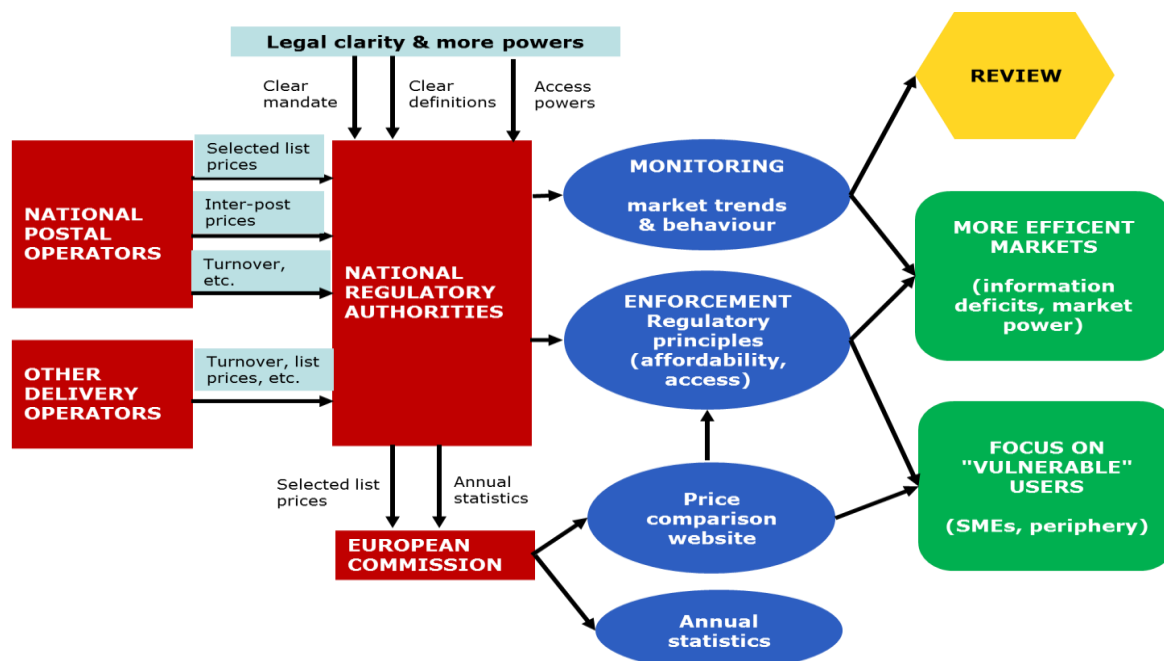 Legal clarity & more powers
Clear
mandate
Clear
definitions
Access
powers
NATIONAL
POSTAL
OPERATORS
Selected list
prices
Inter-post
prices
Turnover,
etc.
OTHER
DELIVERY
OPERATORS
Turnover, list
prices, etc.
NATIONAL
REGULATORY
AUTHORITIES
Selected list
prices
Annual
statistics
EUROPEAN
COMMISSION
MONITORING
market trends
& behaviour
ENFORCEMENT
Regulatory
principles
(affordability,
access)
Price
comparison
website
Annual
statistics
REVIEW
MORE EFFICENT
MARKETS
(information
deficits, market
power)
FOCUS ON
"VULNERABLE"
USERS
(SMEs, periphery)